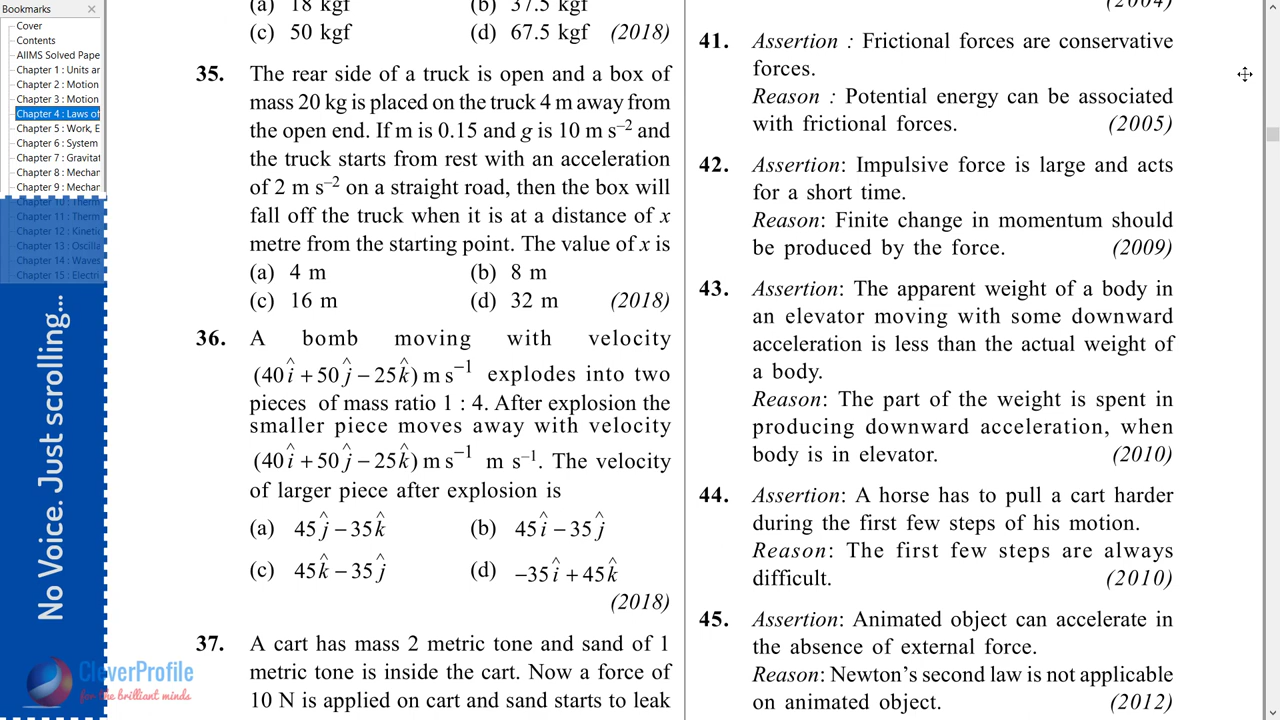 Bookmarks
Cover
Contents
AIIMS Solved Pape
Chapter 1 : Units ar
Chapter 2 : Motion
Chapter 3 : Motion
Chapter 4 : Laws of
Chapter 5 : Work, E
Chapter 6 : System
Chapter 7 : Gravitat
Chapter 8 : Mechar
Chapter 9 : Mechar
Chapter 10 : Therm
Chapter 11 : Therm
Chapter 12 : Kinetic
Chapter 13 : Oscilla
Chapter 14 : Waves
Chapter 15 : Electri
No Voice. Just scrolling...
CleverProfile
for the brilliant minds
(a) 18 kgf (b) 37.5 kgf
(c) 50 kgf (d) 67.5 kgf (2018)
35. The rear side of a truck is open and a box of
mass 20 kg is placed on the truck 4 m away from
the open end. If m is 0.15 and g is 10 m s⁻² and
the truck starts from rest with an acceleration
of 2 m s⁻² on a straight road, then the box will
fall off the truck when it is at a distance of x
metre from the starting point. The value of x is
(a) 4 m (b) 8 m
(c) 16 m (d) 32 m (2018)
36. A bomb moving with velocity
(40î + 50ĵ − 25k̂) m s⁻¹ explodes into two
pieces of mass ratio 1 : 4. After explosion the
smaller piece moves away with velocity
(40î + 50ĵ − 25k̂) m s⁻¹ m s⁻¹. The velocity
of larger piece after explosion is
(a) 45ĵ − 35k̂ (b) 45î − 35ĵ
(c) 45k̂ − 35ĵ (d) −35î + 45k̂
(2018)
37. A cart has mass 2 metric tone and sand of 1
metric tone is inside the cart. Now a force of
10 N is applied on cart and sand starts to leak
(2004)
41. Assertion : Frictional forces are conservative
forces.
Reason : Potential energy can be associated
with frictional forces. (2005)
42. Assertion: Impulsive force is large and acts
for a short time.
Reason: Finite change in momentum should
be produced by the force. (2009)
43. Assertion: The apparent weight of a body in
an elevator moving with some downward
acceleration is less than the actual weight of
a body.
Reason: The part of the weight is spent in
producing downward acceleration, when
body is in elevator. (2010)
44. Assertion: A horse has to pull a cart harder
during the first few steps of his motion.
Reason: The first few steps are always
difficult. (2010)
45. Assertion: Animated object can accelerate in
the absence of external force.
Reason: Newton's second law is not applicable
on animated object. (2012)